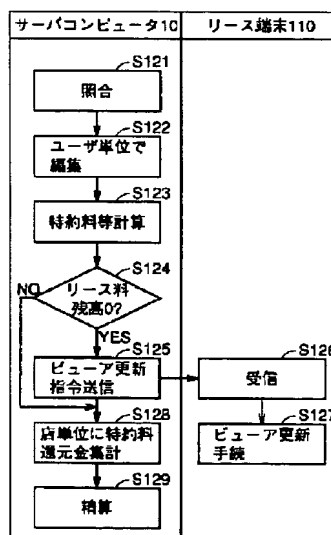 サーバコンピュータ10
リース端末110
S121
照合
S122
ユーザ単位で
編集
S123
特約料等計算
S124
リース料
残高0?
NO
YES
S125
ビューア更新
指令送信
S126
受信
S127
ビューア更新
手続
S128
店単位に特約料
還元金集計
S129
精算